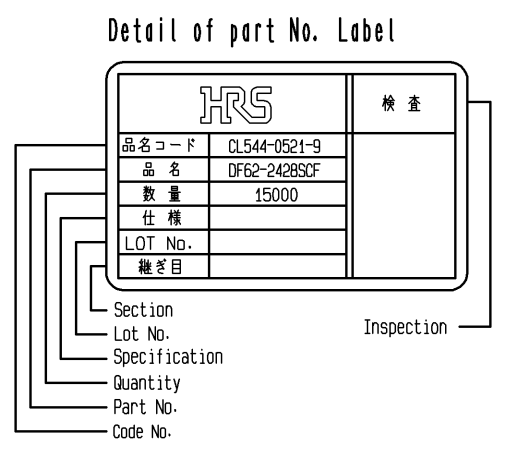 Detail of part No. Label
HRS
検 査
品名コード CL544-0521-9
品 名 DF62-2428SCF
数 量 15000
仕 様
LOT No.
継ぎ目
Section
Lot No.
Inspection
Specification
Quantity
Part No.
Code No.